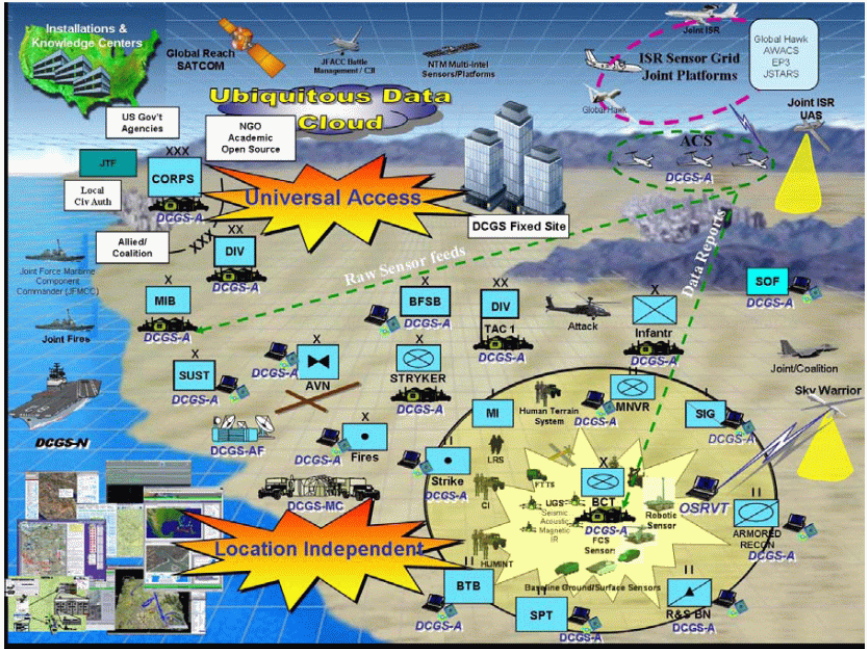 Installations &
Knowledge Centers
Global Reach
SATCOM
JFACC Battle
Management / C2I
NTM Multi-Intel
Sensors/Platforms
Joint ISR
ISR Sensor Grid
Joint Platforms
Global Hawk
AWACS
EP3
JSTARS
Global Hawk
Joint ISR
UAS
Ubiquitous Data
Cloud
US Gov't
Agencies
NGO
Academic
Open Source
JTF
XXX
CORPS
DCGS-A
Local
Civ Auth
Universal Access
DCGS Fixed Site
ACS
DCGS-A
Allied/
Coalition
XXX
XX
DIV
DCGS-A
Raw Sensor feeds
Data Reports
Joint Force Maritime
Component
Commander (JFMCC)
X
MIB
DCGS-A
X
BFSB
DCGS-A
XX
DIV
TAC 1
DCGS-A
Attack
X
Infantr
DCGS-A
SOF
DCGS-A
Joint Fires
X
SUST
DCGS-A
X
AVN
DCGS-A
X
STRYKER
DCGS-A
Joint/Coalition
DCGS-N
DCGS-AF
X
Fires
DCGS-A
DCGS-MC
I I
Strike
DCGS-A
I
MI
Human Terrain
System
I I
MNVR
DCGS-A
I
SIG
DCGS-A
Sky Warrior
LRS
CI
HUMINT
FTTS
UGS
Seismic
Acoustic
Magnetic
IR
X
BCT
DCGS-A
FCS
Sensors
Robotic
Sensor
OSRVT
I I
ARMORED
RECON
DCGS-A
Location Independent
I I
BTB
DCGS-A
Baseline Ground/Surface Sensors
I I
SPT
DCGS-A
I I
R&S BN
DCGS-A